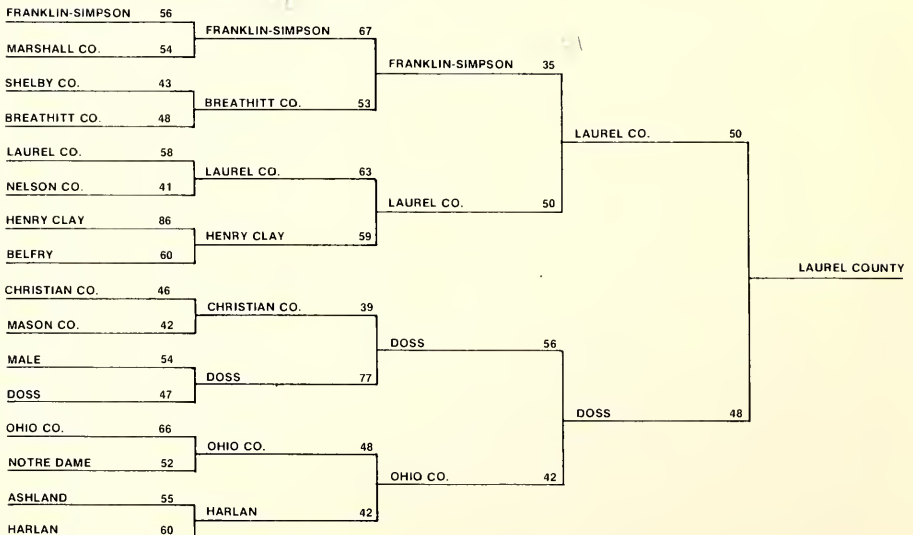 FRANKLIN-SIMPSON 56
MARSHALL CO. 54
SHELBY CO. 43
BREATHITT CO. 48
LAUREL CO. 58
NELSON CO. 41
HENRY CLAY 86
BELFRY 60
CHRISTIAN CO. 46
MASON CO. 42
MALE 54
DOSS 47
OHIO CO. 66
NOTRE DAME 52
ASHLAND 55
HARLAN 60
FRANKLIN-SIMPSON 67
BREATHITT CO. 53
LAUREL CO. 63
HENRY CLAY 59
CHRISTIAN CO. 39
DOSS 77
OHIO CO. 48
HARLAN 42
FRANKLIN-SIMPSON 35
LAUREL CO. 50
DOSS 56
OHIO CO. 42
LAUREL CO. 50
DOSS 48
LAUREL COUNTY